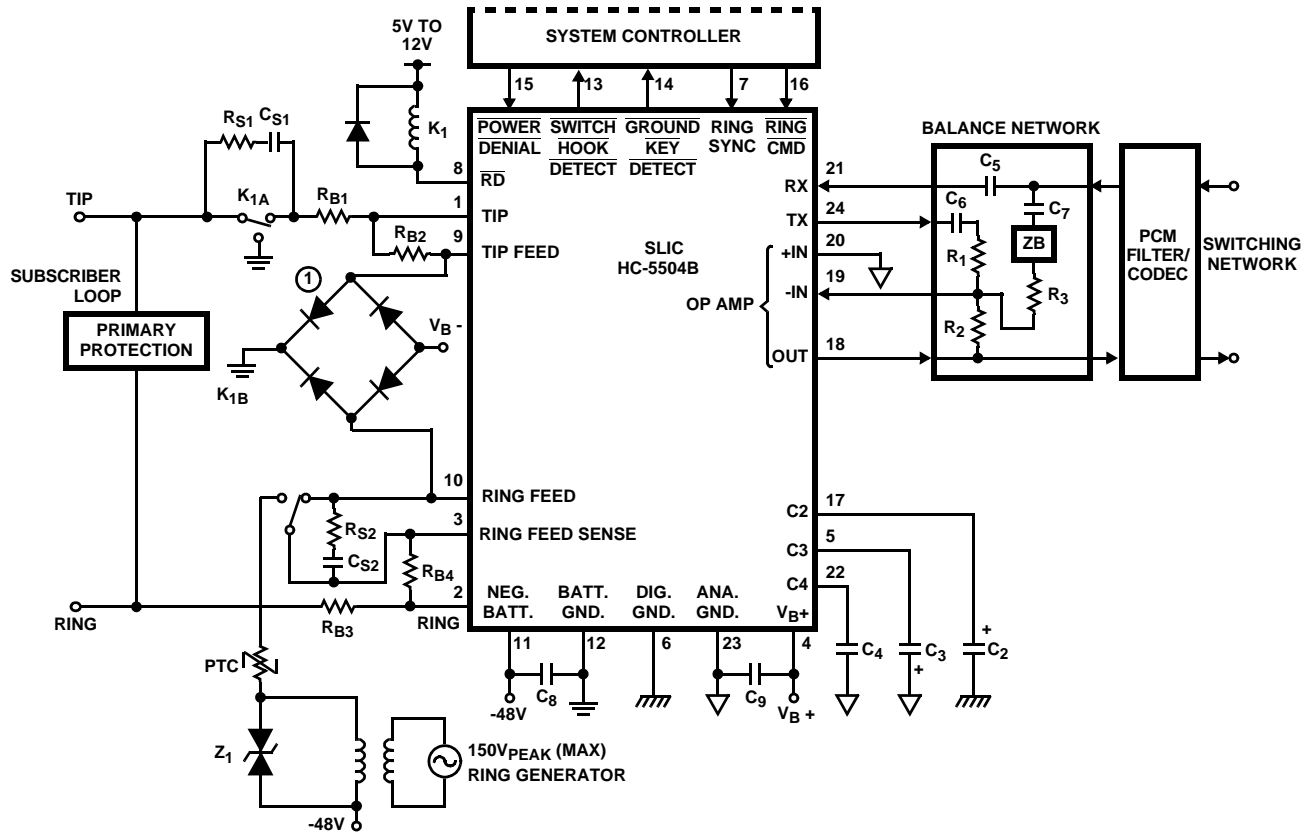 SYSTEM CONTROLLER
5V TO
12V
15
13
14
7
16
RS1
CS1
K1
POWER
DENIAL
SWITCH
HOOK
DETECT
GROUND
KEY
DETECT
RING
SYNC
RING
CMD
BALANCE NETWORK
8
RD
21
RX
C5
TIP
K1A
RB1
1
TIP
24
TX
C6
C7
RB2
9
TIP FEED
SLIC
HC-5504B
20
+IN
R1
ZB
PCM
FILTER/
CODEC
SWITCHING
NETWORK
SUBSCRIBER
LOOP
1
19
-IN
OP AMP
R3
R2
PRIMARY
PROTECTION
VB -
18
OUT
K1B
10
RING FEED
17
C2
RS2
3
RING FEED SENSE
5
C3
CS2
RB4
22
C4
2
NEG.
BATT.
BATT.
GND.
DIG.
GND.
ANA.
GND.
VB+
RING
RB3
RING
11
12
6
23
4
C4
C3
+
+
C2
PTC
C8
-48V
C9
VB +
Z1
150VPEAK (MAX)
RING GENERATOR
-48V